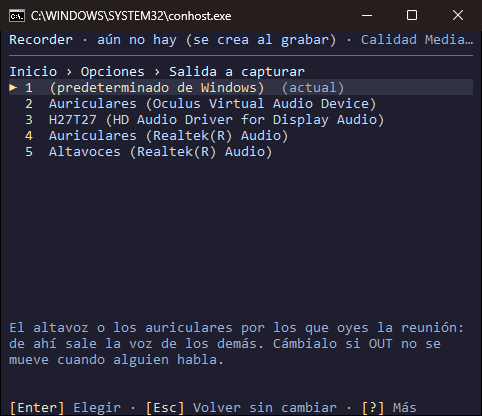 C:\WINDOWS\SYSTEM32\conhost.exe
Recorder · aún no hay (se crea al grabar) · Calidad Media…
Inicio › Opciones › Salida a capturar
► 1 (predeterminado de Windows) (actual)
2 Auriculares (Oculus Virtual Audio Device)
3 H27T27 (HD Audio Driver for Display Audio)
4 Auriculares (Realtek(R) Audio)
5 Altavoces (Realtek(R) Audio)
El altavoz o los auriculares por los que oyes la reunión:
de ahí sale la voz de los demás. Cámbialo si OUT no se
mueve cuando alguien habla.
[Enter] Elegir · [Esc] Volver sin cambiar · [?] Más